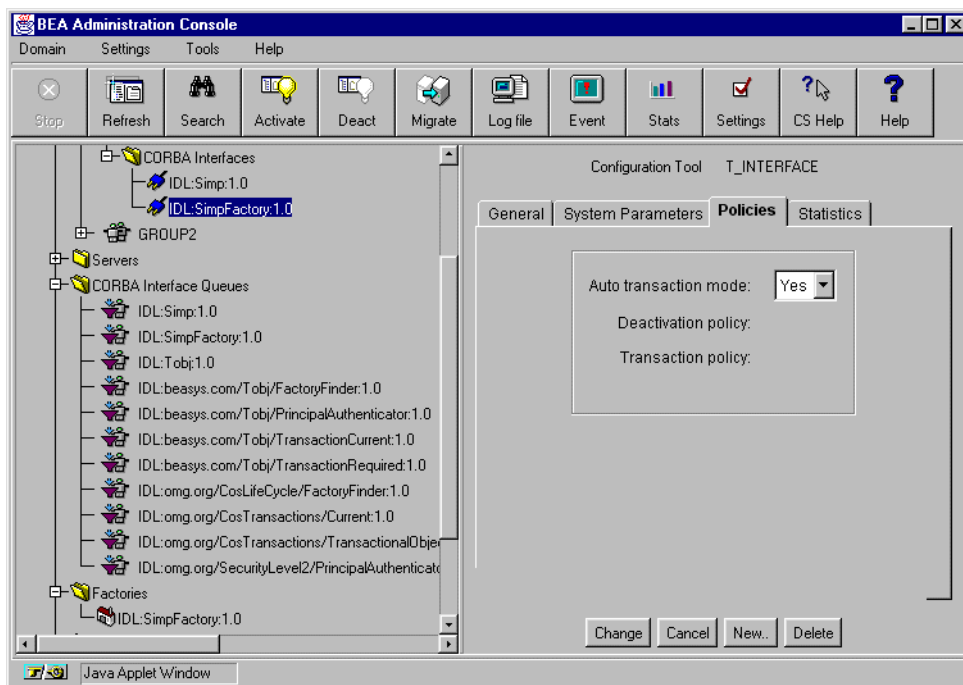 BEA Administration Console
Domain Settings Tools Help
Stop Refresh Search Activate Deact Migrate Log file Event Stats Settings CS Help Help
CORBA Interfaces
IDL:Simp:1.0
IDL:SimpFactory:1.0
GROUP2
Servers
CORBA Interface Queues
IDL:Simp:1.0
IDL:SimpFactory:1.0
IDL:Tobj:1.0
IDL:beasys.com/Tobj/FactoryFinder:1.0
IDL:beasys.com/Tobj/PrincipalAuthenticator:1.0
IDL:beasys.com/Tobj/TransactionCurrent:1.0
IDL:beasys.com/Tobj/TransactionRequired:1.0
IDL:omg.org/CosLifeCycle/FactoryFinder:1.0
IDL:omg.org/CosTransactions/Current:1.0
IDL:omg.org/CosTransactions/TransactionalObje
IDL:omg.org/SecurityLevel2/PrincipalAuthenticato
Factories
IDL:SimpFactory:1.0
Configuration Tool T_INTERFACE
General System Parameters Policies Statistics
Auto transaction mode: Yes
Deactivation policy:
Transaction policy:
Change Cancel New.. Delete
Java Applet Window